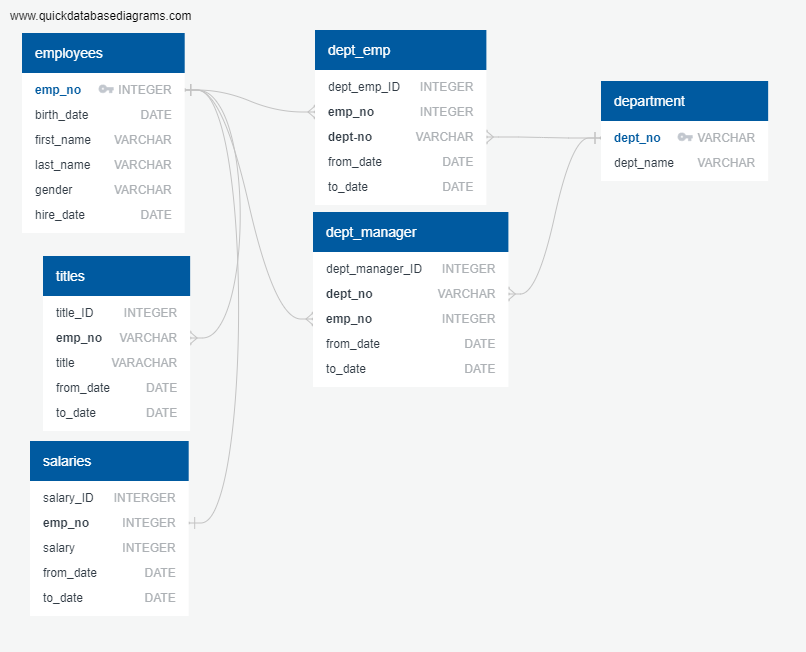 www.quickdatabasediagrams.com
employees
emp_no INTEGER
birth_date DATE
first_name VARCHAR
last_name VARCHAR
gender VARCHAR
hire_date DATE
titles
title_ID INTEGER
emp_no VARCHAR
title VARACHAR
from_date DATE
to_date DATE
salaries
salary_ID INTERGER
emp_no INTEGER
salary INTEGER
from_date DATE
to_date DATE
dept_emp
dept_emp_ID INTEGER
emp_no INTEGER
dept-no VARCHAR
from_date DATE
to_date DATE
dept_manager
dept_manager_ID INTEGER
dept_no VARCHAR
emp_no INTEGER
from_date DATE
to_date DATE
department
dept_no VARCHAR
dept_name VARCHAR